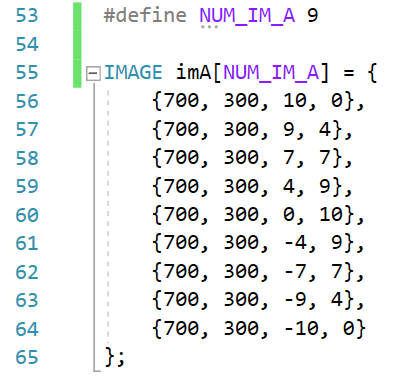 53 #define NUM_IM_A 9
54
55 IMAGE imA[NUM_IM_A] = {
56 {700, 300, 10, 0},
57 {700, 300, 9, 4},
58 {700, 300, 7, 7},
59 {700, 300, 4, 9},
60 {700, 300, 0, 10},
61 {700, 300, -4, 9},
62 {700, 300, -7, 7},
63 {700, 300, -9, 4},
64 {700, 300, -10, 0}
65 };